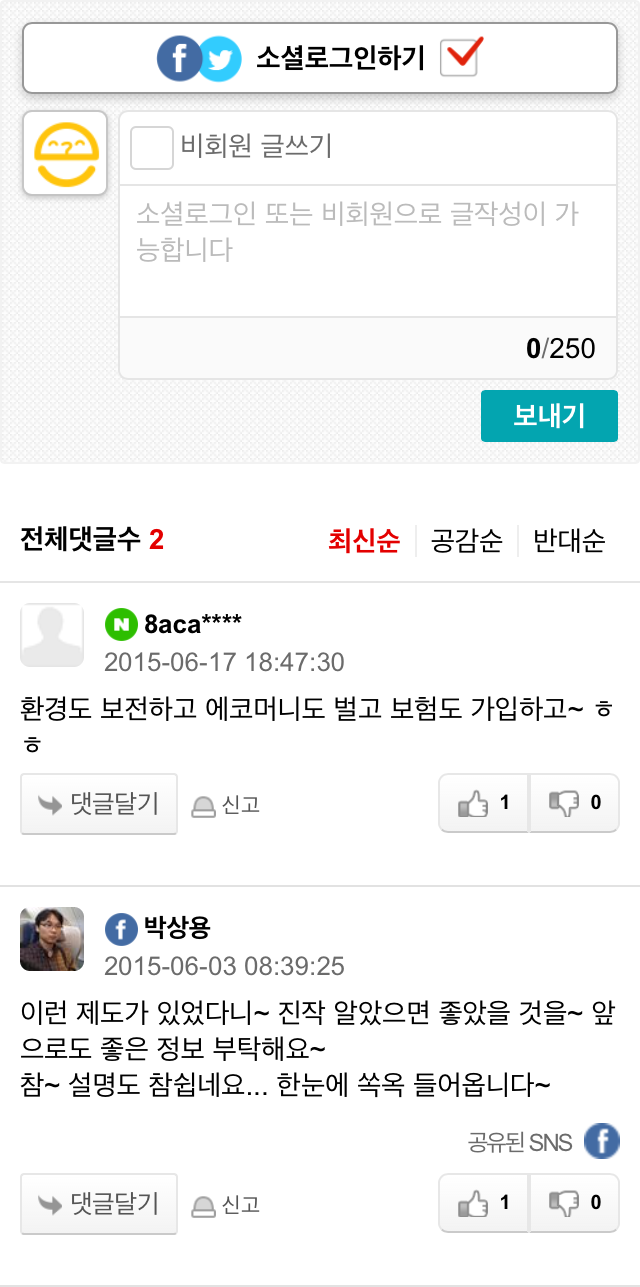 소셜로그인하기
비회원 글쓰기
소셜로그인 또는 비회원으로 글작성이 가
능합니다
0/250
보내기
전체댓글수 2 최신순 공감순 반대순
N 8aca****
2015-06-17 18:47:30
환경도 보전하고 에코머니도 벌고 보험도 가입하고~ ㅎ
ㅎ
댓글달기 신고 1 0
박상용
2015-06-03 08:39:25
이런 제도가 있었다니~ 진작 알았으면 좋았을 것을~ 앞
으로도 좋은 정보 부탁해요~
참~ 설명도 참쉽네요... 한눈에 쏙옥 들어옵니다~
공유된 SNS
댓글달기 신고 1 0